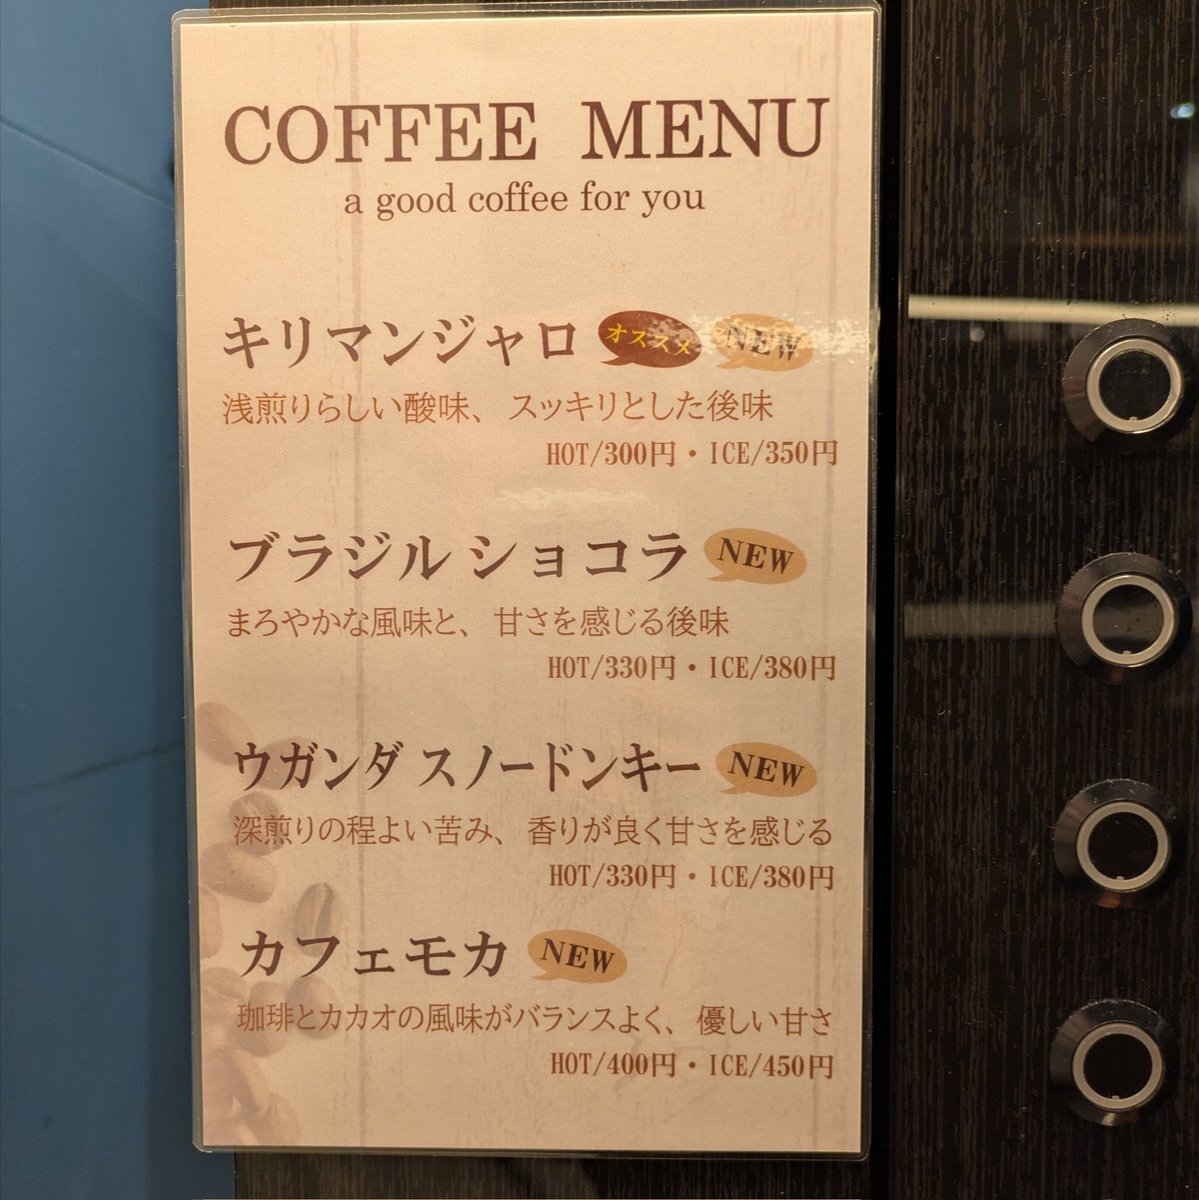 COFFEE MENU
a good coffee for you
キリマンジャロ オススメ NEW
浅煎りらしい酸味、スッキリとした後味
HOT/300円・ICE/350円
ブラジル ショコラ NEW
まろやかな風味と、甘さを感じる後味
HOT/330円・ICE/380円
ウガンダ スノードンキー NEW
深煎りの程よい苦み、香りが良く甘さを感じる
HOT/330円・ICE/380円
カフェモカ NEW
珈琲とカカオの風味がバランスよく、優しい甘さ
HOT/400円・ICE/450円